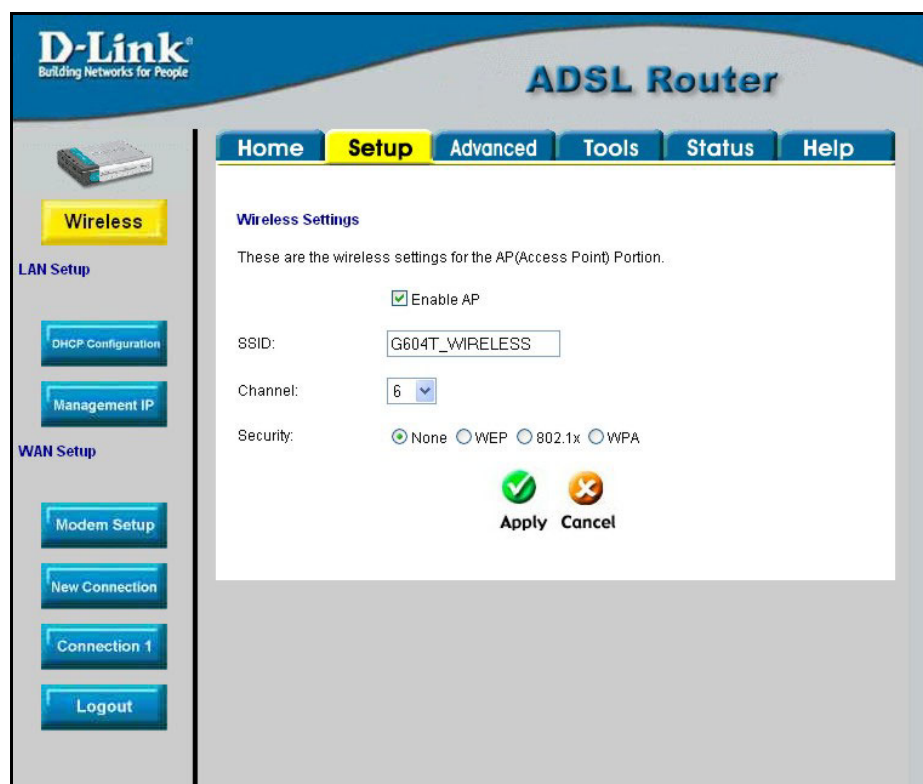 D-Link®
Building Networks for People
ADSL Router
Home Setup Advanced Tools Status Help
Wireless
LAN Setup
DHCP Configuration
Management IP
WAN Setup
Modem Setup
New Connection
Connection 1
Logout
Wireless Settings
These are the wireless settings for the AP(Access Point) Portion.
Enable AP
SSID: G604T_WIRELESS
Channel: 6
Security: None WEP 802.1x WPA
Apply Cancel